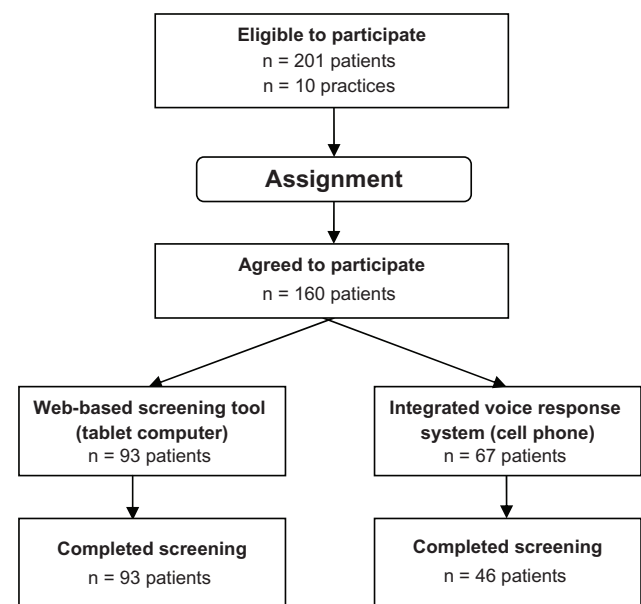 Eligible to participate
n = 201 patients
n = 10 practices
Assignment
Agreed to participate
n = 160 patients
Web-based screening tool
(tablet computer)
n = 93 patients
Integrated voice response
system (cell phone)
n = 67 patients
Completed screening
n = 93 patients
Completed screening
n = 46 patients